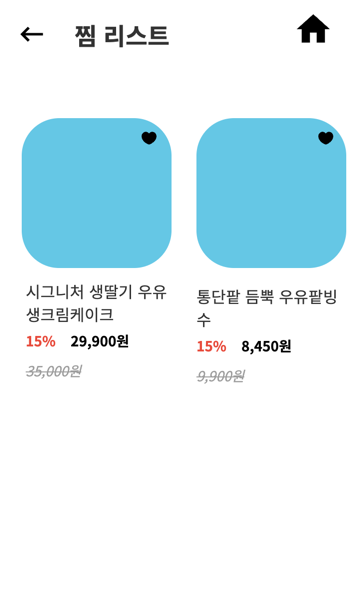 찜 리스트
시그니처 생딸기 우유
생크림케이크
15% 29,900원
35,000원
통단팥 듬뿍 우유팥빙
수
15% 8,450원
9,900원